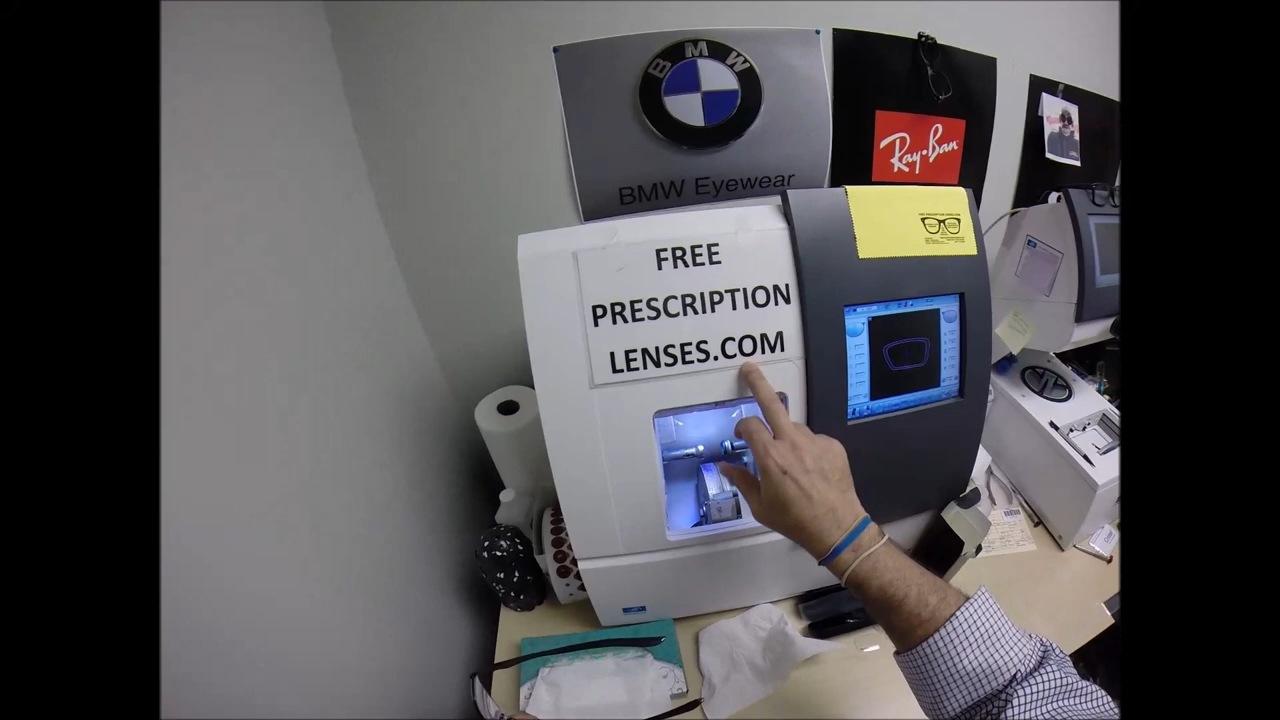 BMW
BMW Eyewear
Ray-Ban
FREE
PRESCRIPTION
LENSES.COM